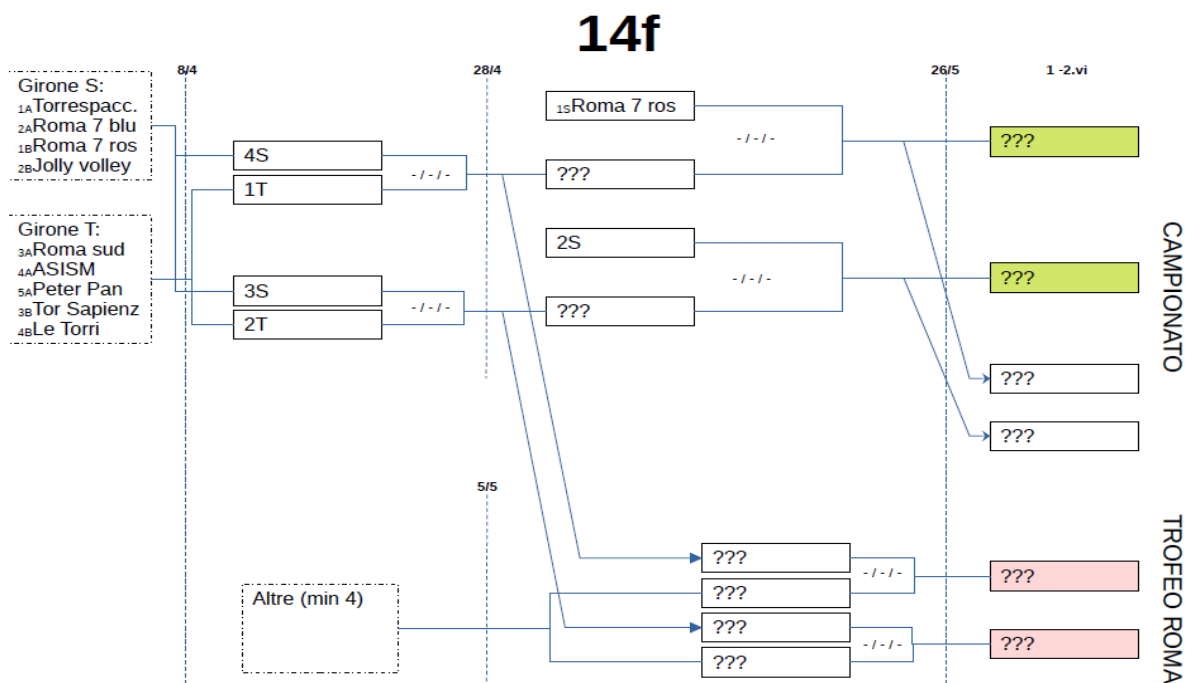 14f
8/4
28/4
26/5
1 -2.vi
Girone S:
1ATorrespacc.
2ARoma 7 blu
1BRoma 7 ros
2BJolly volley
Girone T:
3ARoma sud
4AASISM
5APeter Pan
3BTor Sapienz
4BLe Torri
4S
1T
- / - / -
3S
2T
- / - / -
1SRoma 7 ros
- / - / -
???
2S
- / - / -
???
???
???
???
???
CAMPIONATO
5/5
Altre (min 4)
???
???
- / - / -
???
???
- / - / -
???
???
TROFEO ROMA